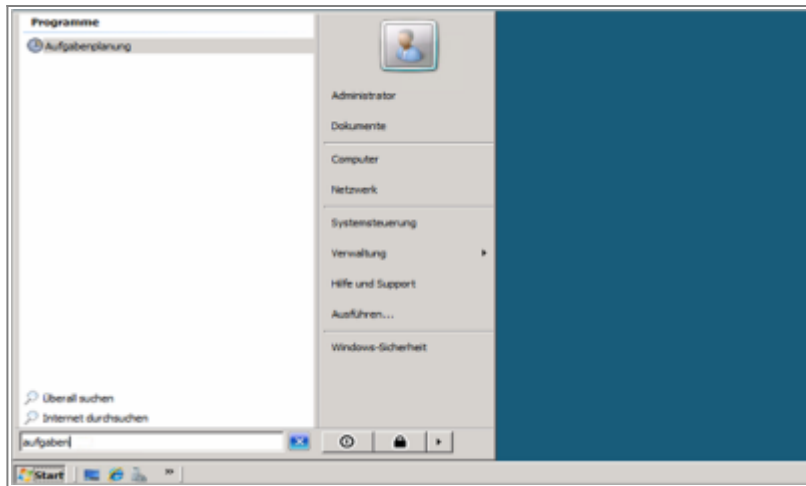 Programme
Aufgabenplanung
Überall suchen
Internet durchsuchen
aufgaben
Administrator
Dokumente
Computer
Netzwerk
Systemsteuerung
Verwaltung
Hilfe und Support
Ausführen...
Windows-Sicherheit
Start